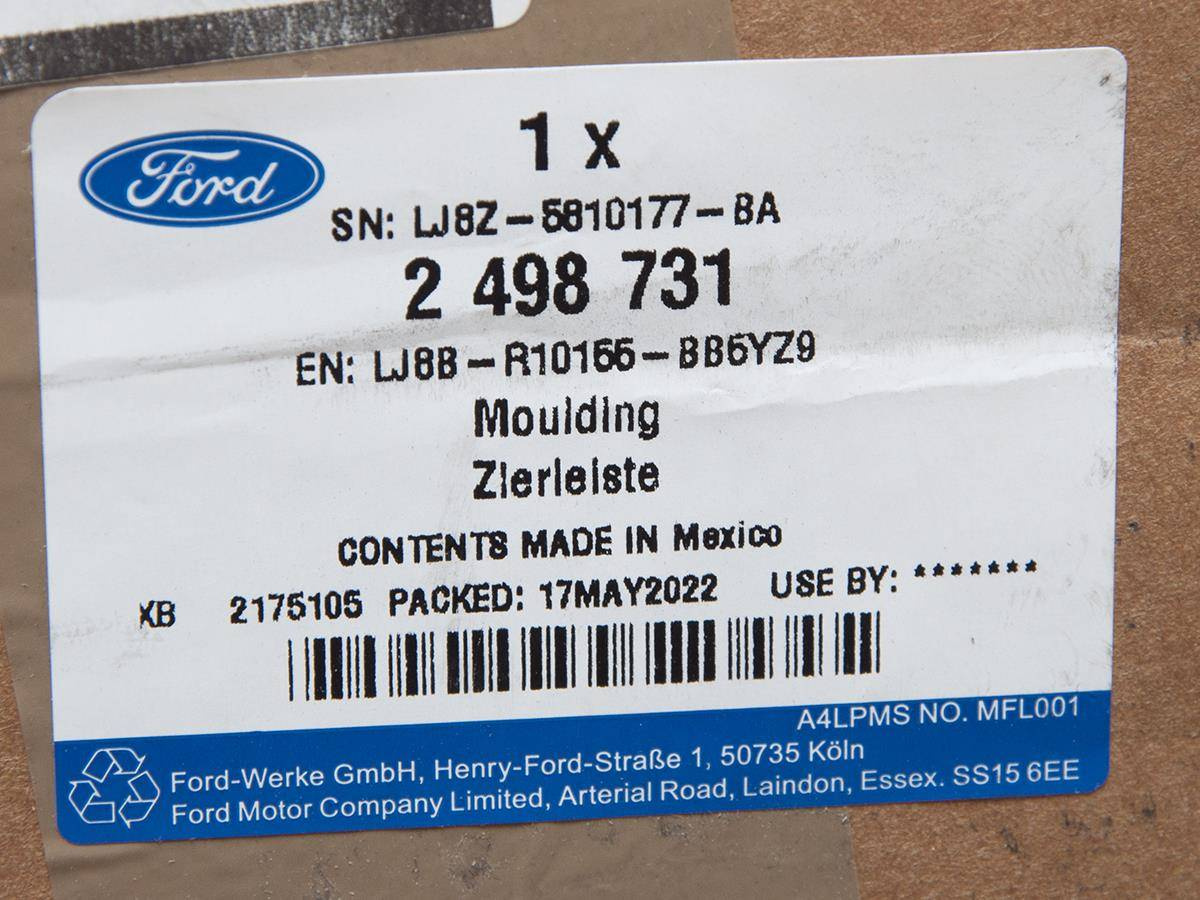 Ford
1 x
SN: LJ8Z-5810177-BA
2 498 731
EN: LJ8B-R10155-BB5YZ9
Moulding
Zierleiste
CONTENTS MADE IN Mexico
KB 2175105 PACKED: 17MAY2022 USE BY: *******
A4LPMS NO. MFL001
Ford-Werke GmbH, Henry-Ford-Straße 1, 50735 Köln
Ford Motor Company Limited, Arterial Road, Laindon, Essex. SS15 6EE